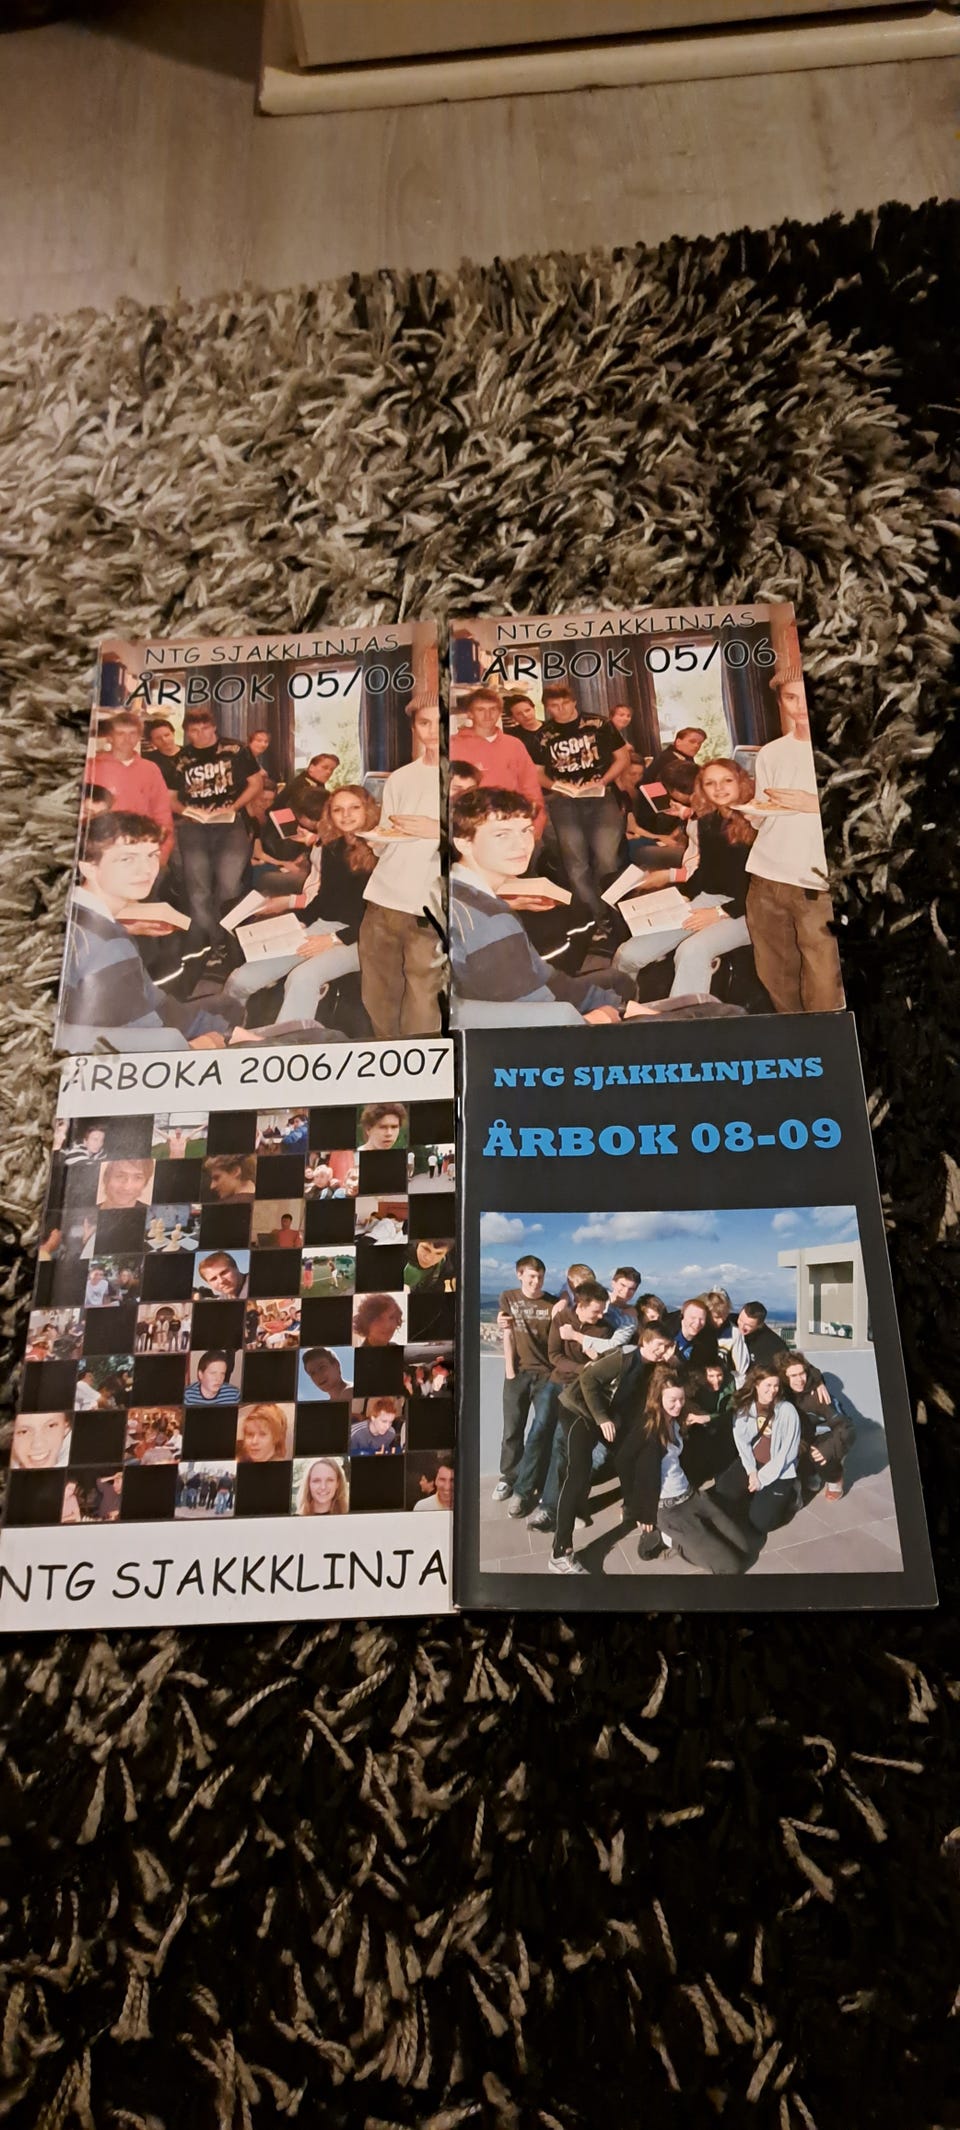 NTG SJAKKLINJAS
ÅRBOK 05/06
NTG SJAKKLINJAS
ÅRBOK 05/06
ÅRBOKA 2006/2007
NTG SJAKKKLINJA
NTG SJAKKLINJENS
ÅRBOK 08-09